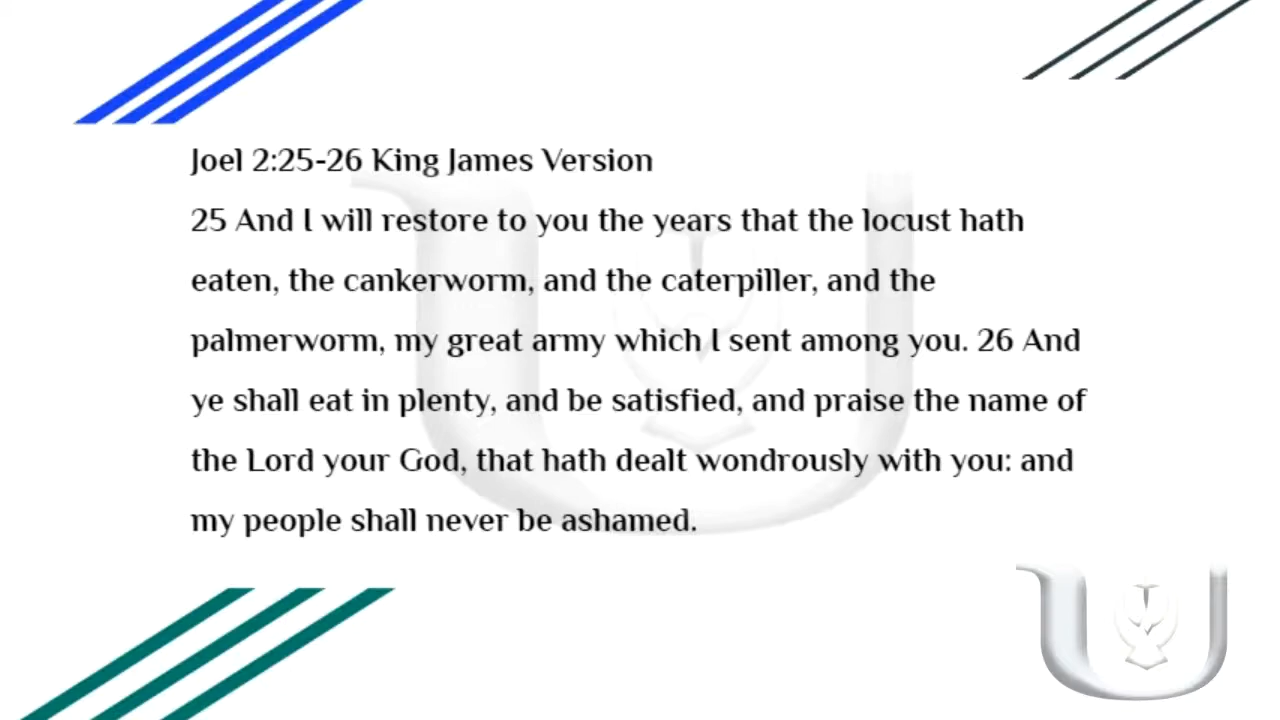 Joel 2:25-26 King James Version
25 And I will restore to you the years that the locust hath
eaten, the cankerworm, and the caterpiller, and the
palmerworm, my great army which I sent among you. 26 And
ye shall eat in plenty, and be satisfied, and praise the name of
the Lord your God, that hath dealt wondrously with you: and
my people shall never be ashamed.
U